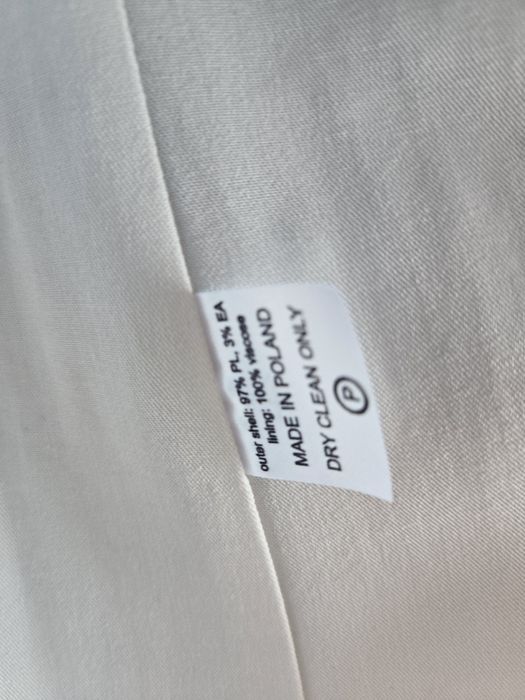 outer shell: 97% PL, 3% EA
lining: 100% viscose
MADE IN POLAND
DRY CLEAN ONLY
P